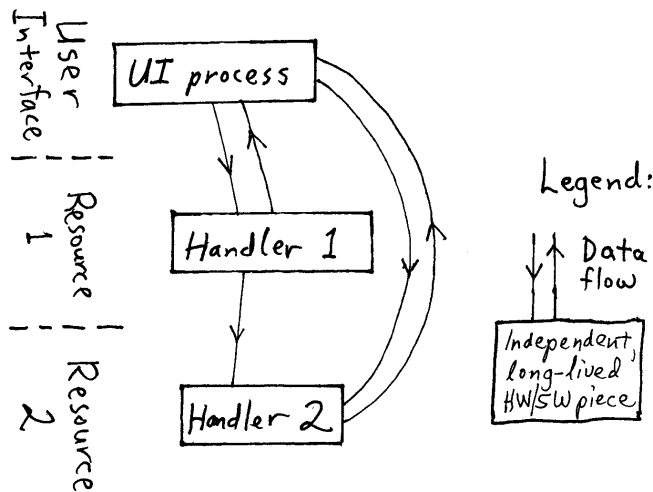 User
Interface
UI process
Resource
1
Handler 1
Resource
2
Handler 2
Legend:
Data
flow
Independent,
long-lived
HW/SW piece